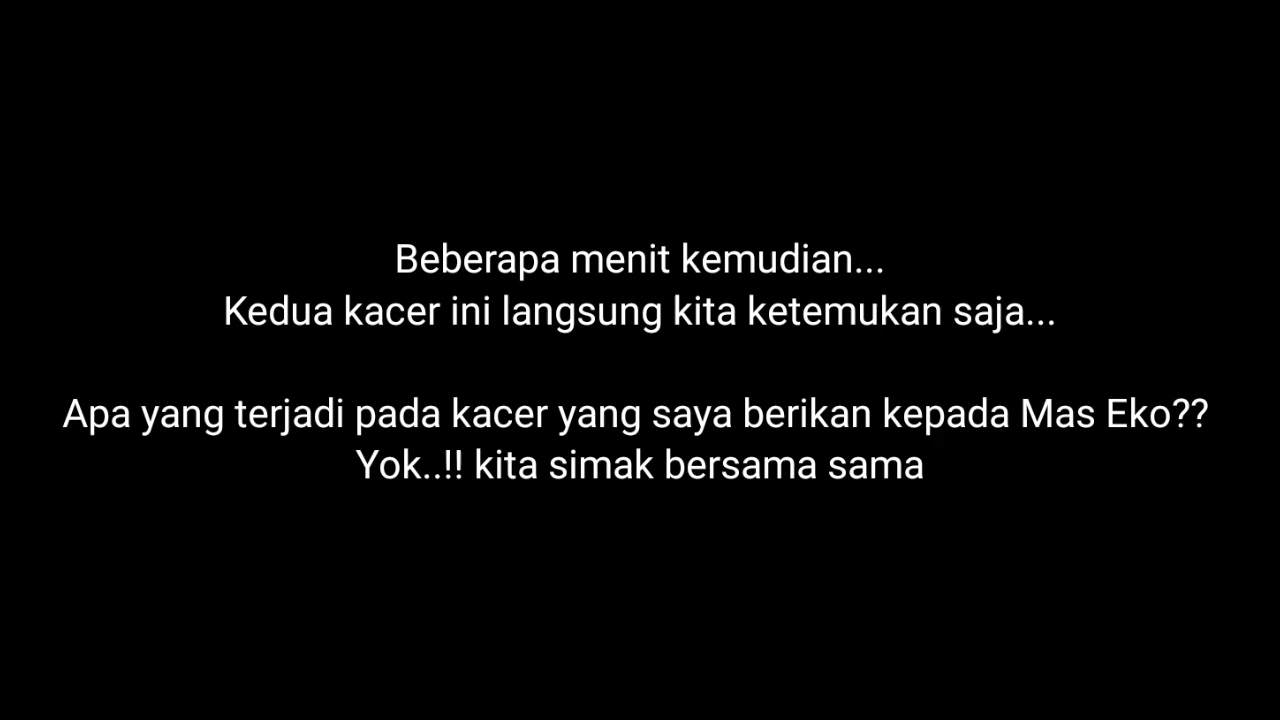 Beberapa menit kemudian...
Kedua kacer ini langsung kita ketemukan saja...
Apa yang terjadi pada kacer yang saya berikan kepada Mas Eko??
Yok..!! kita simak bersama sama